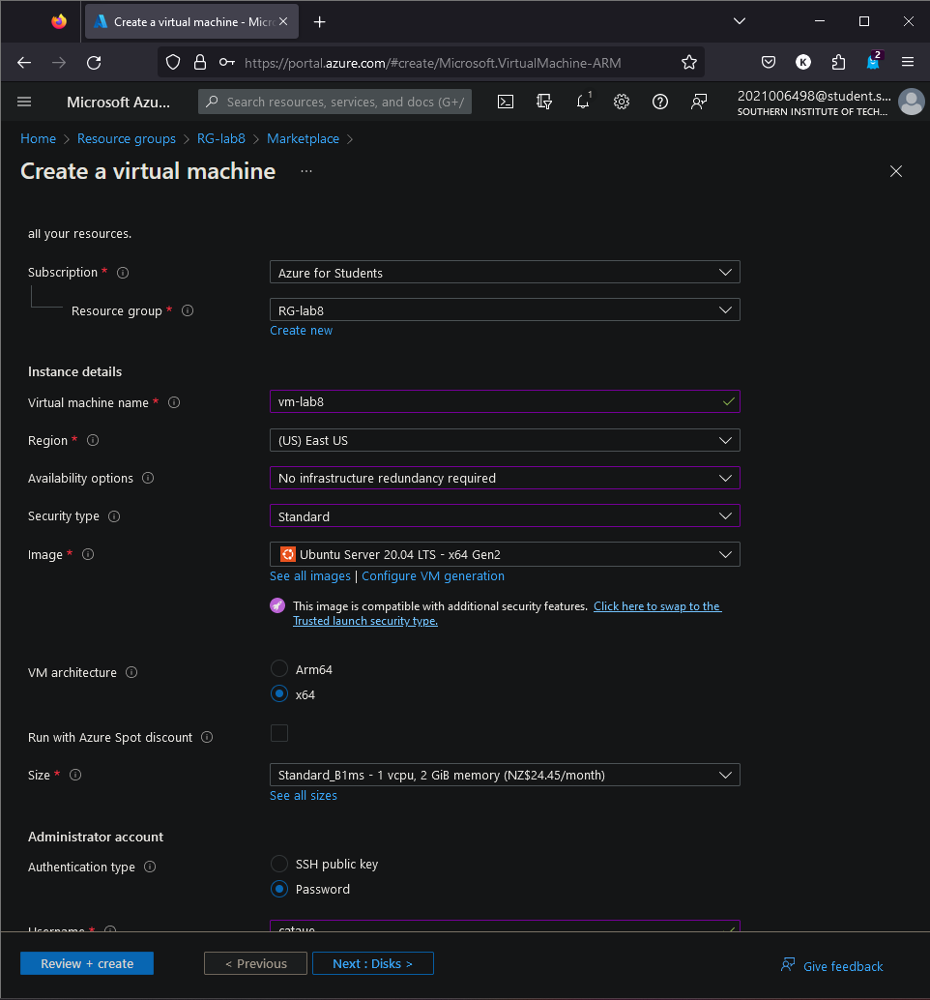 Create a virtual machine - Micr
https://portal.azure.com/#create/Microsoft.VirtualMachine-ARM
K
2
Microsoft Azu...
Search resources, services, and docs (G+/
1
2021006498@student.s...
SOUTHERN INSTITUTE OF TECH...
Home > Resource groups > RG-lab8 > Marketplace >
Create a virtual machine ...
all your resources.
Subscription *
Azure for Students
Resource group *
RG-lab8
Create new
Instance details
Virtual machine name *
vm-lab8
Region *
(US) East US
Availability options
No infrastructure redundancy required
Security type
Standard
Image *
Ubuntu Server 20.04 LTS - x64 Gen2
See all images | Configure VM generation
This image is compatible with additional security features. Click here to swap to the
Trusted launch security type.
VM architecture
Arm64
x64
Run with Azure Spot discount
Size *
Standard_B1ms - 1 vcpu, 2 GiB memory (NZ$24.45/month)
See all sizes
Administrator account
Authentication type
SSH public key
Password
Username *
Review + create
< Previous
Next : Disks >
Give feedback